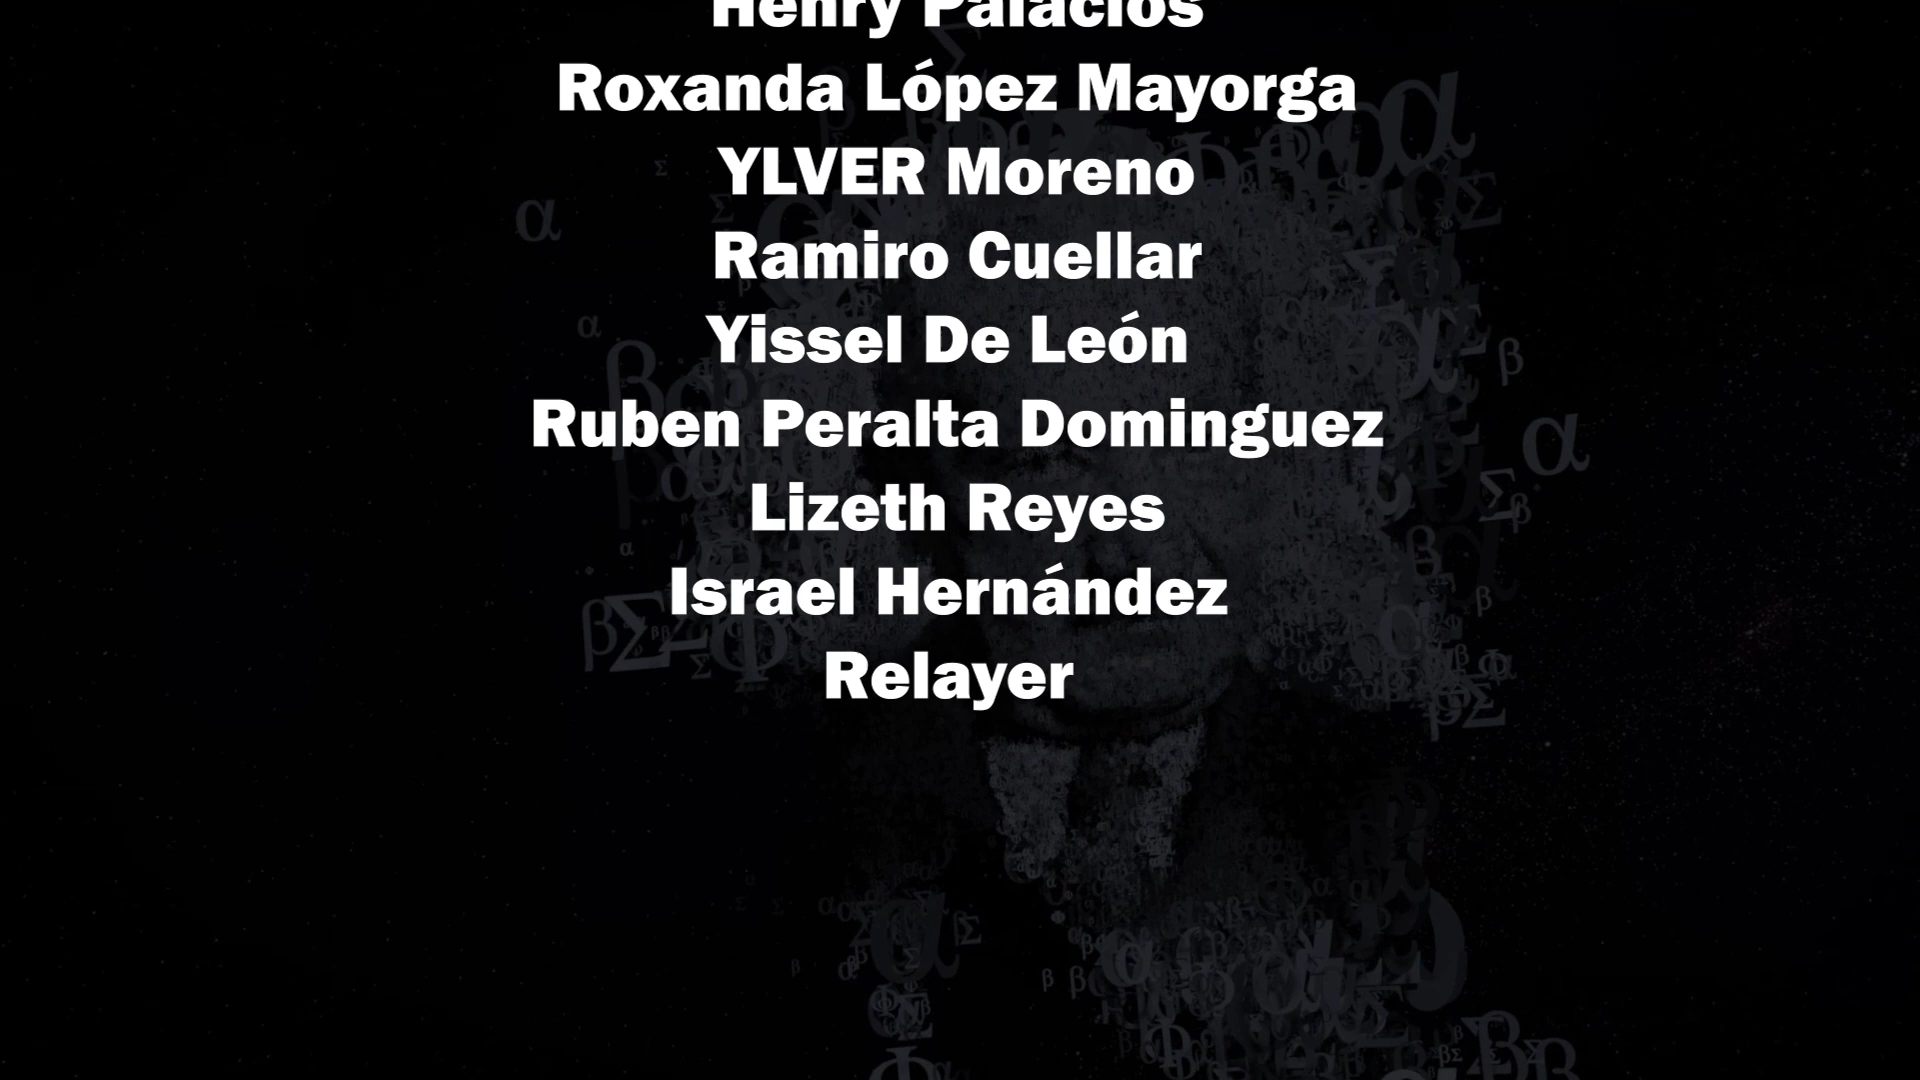 Henry Palacios
Roxanda López Mayorga
YLVER Moreno
Ramiro Cuellar
Yissel De León
Ruben Peralta Dominguez
Lizeth Reyes
Israel Hernández
Relayer